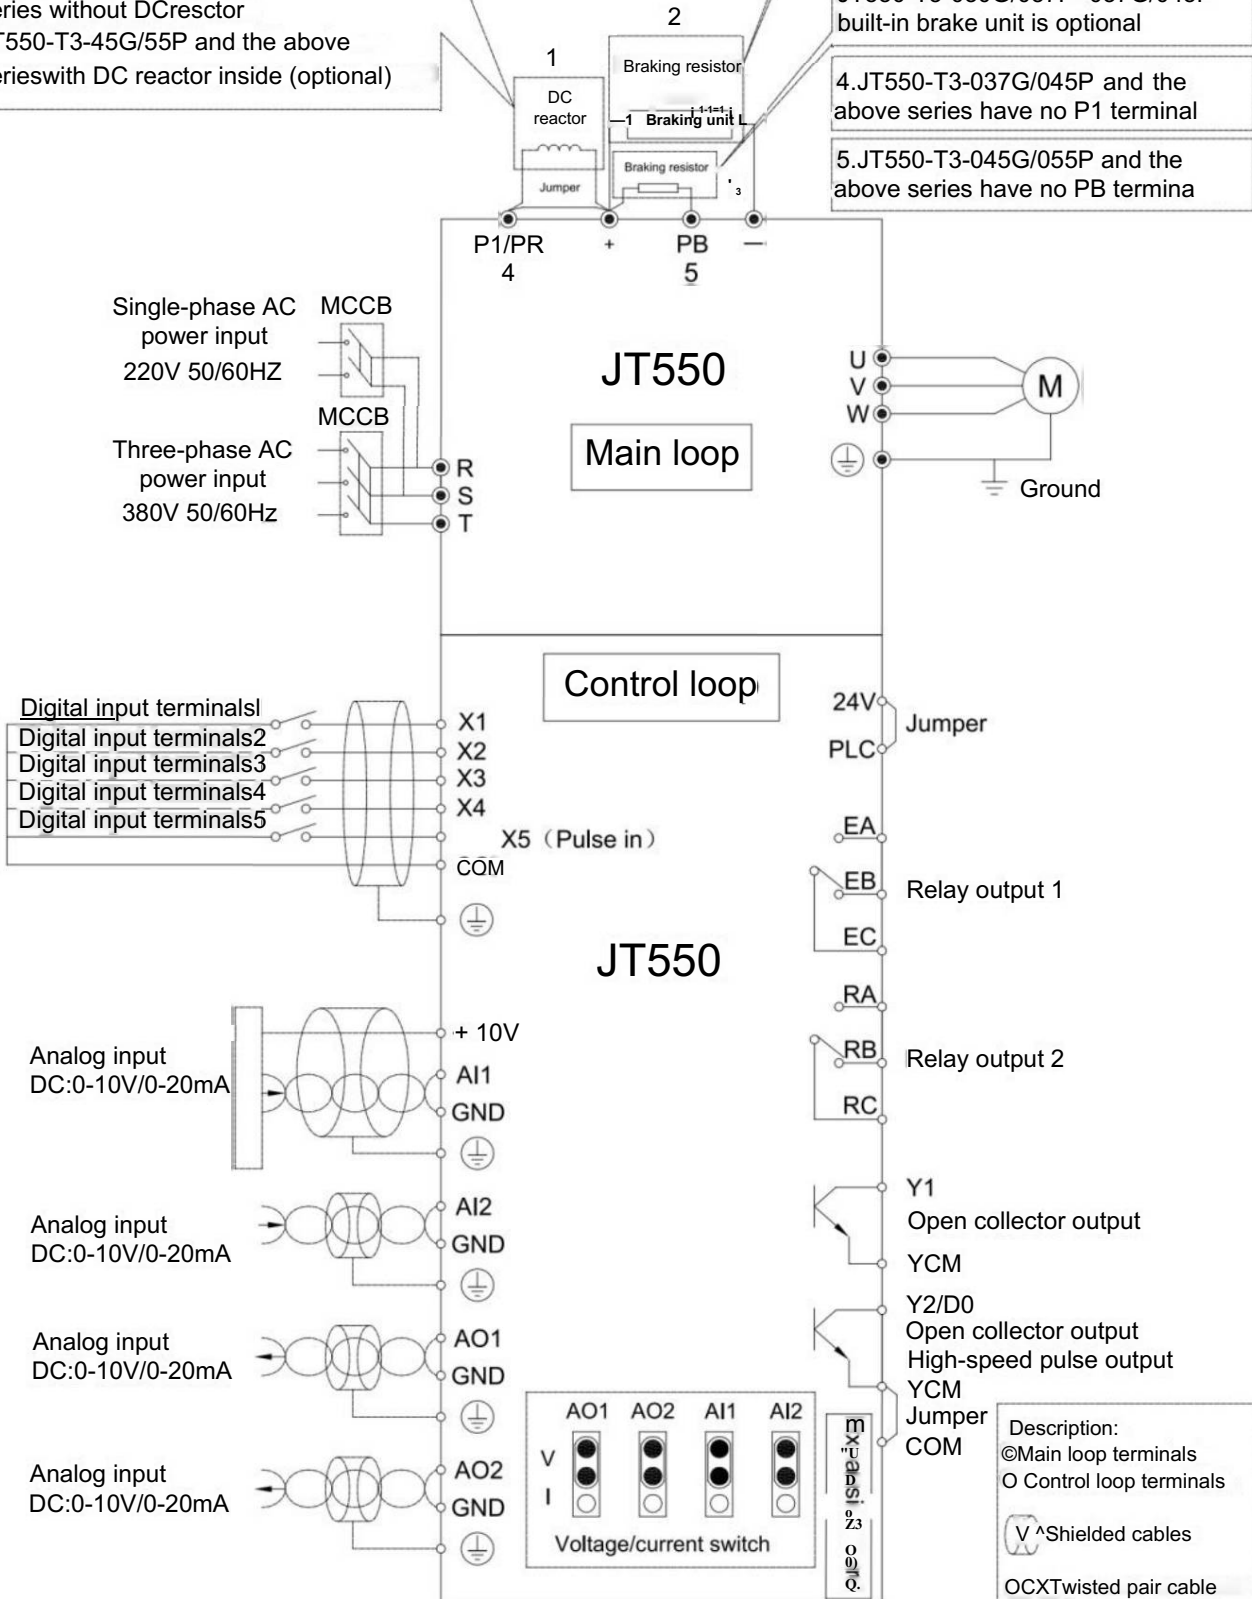 eries without DCresctor
T550-T3-45G/55P and the above
erieswith DC reactor inside (optional)
built-in brake unit is optional
4.JT550-T3-037G/045P and the
above series have no P1 terminal
5.JT550-T3-045G/055P and the
above series have no PB termina
1
2
DC
reactor
Jumper
Braking resistor
Braking unit L
Braking resistor
3
P1/PR
4
+
PB
5
—
Single-phase AC
power input
220V 50/60HZ
MCCB
MCCB
Three-phase AC
power input
380V 50/60Hz
R
S
T
JT550
Main loop
U
V
W
M
Ground
Control loop
Digital input terminalsl
Digital input terminals2
Digital input terminals3
Digital input terminals4
Digital input terminals5
X1
X2
X3
X4
X5（Pulse in）
COM
24V
PLC
Jumper
EA
EB
EC
Relay output 1
JT550
RA
RB
RC
Relay output 2
Analog input
DC:0-10V/0-20mA
+ 10V
AI1
GND
Analog input
DC:0-10V/0-20mA
AI2
GND
Y1
Open collector output
YCM
Y2/D0
Open collector output
High-speed pulse output
YCM
Jumper
COM
Analog input
DC:0-10V/0-20mA
AO1
GND
Analog input
DC:0-10V/0-20mA
AO2
GND
AO1 AO2 AI1 AI2
V
I
Voltage/current switch
Description:
©Main loop terminals
O Control loop terminals
V ^Shielded cables
OCXTwisted pair cable